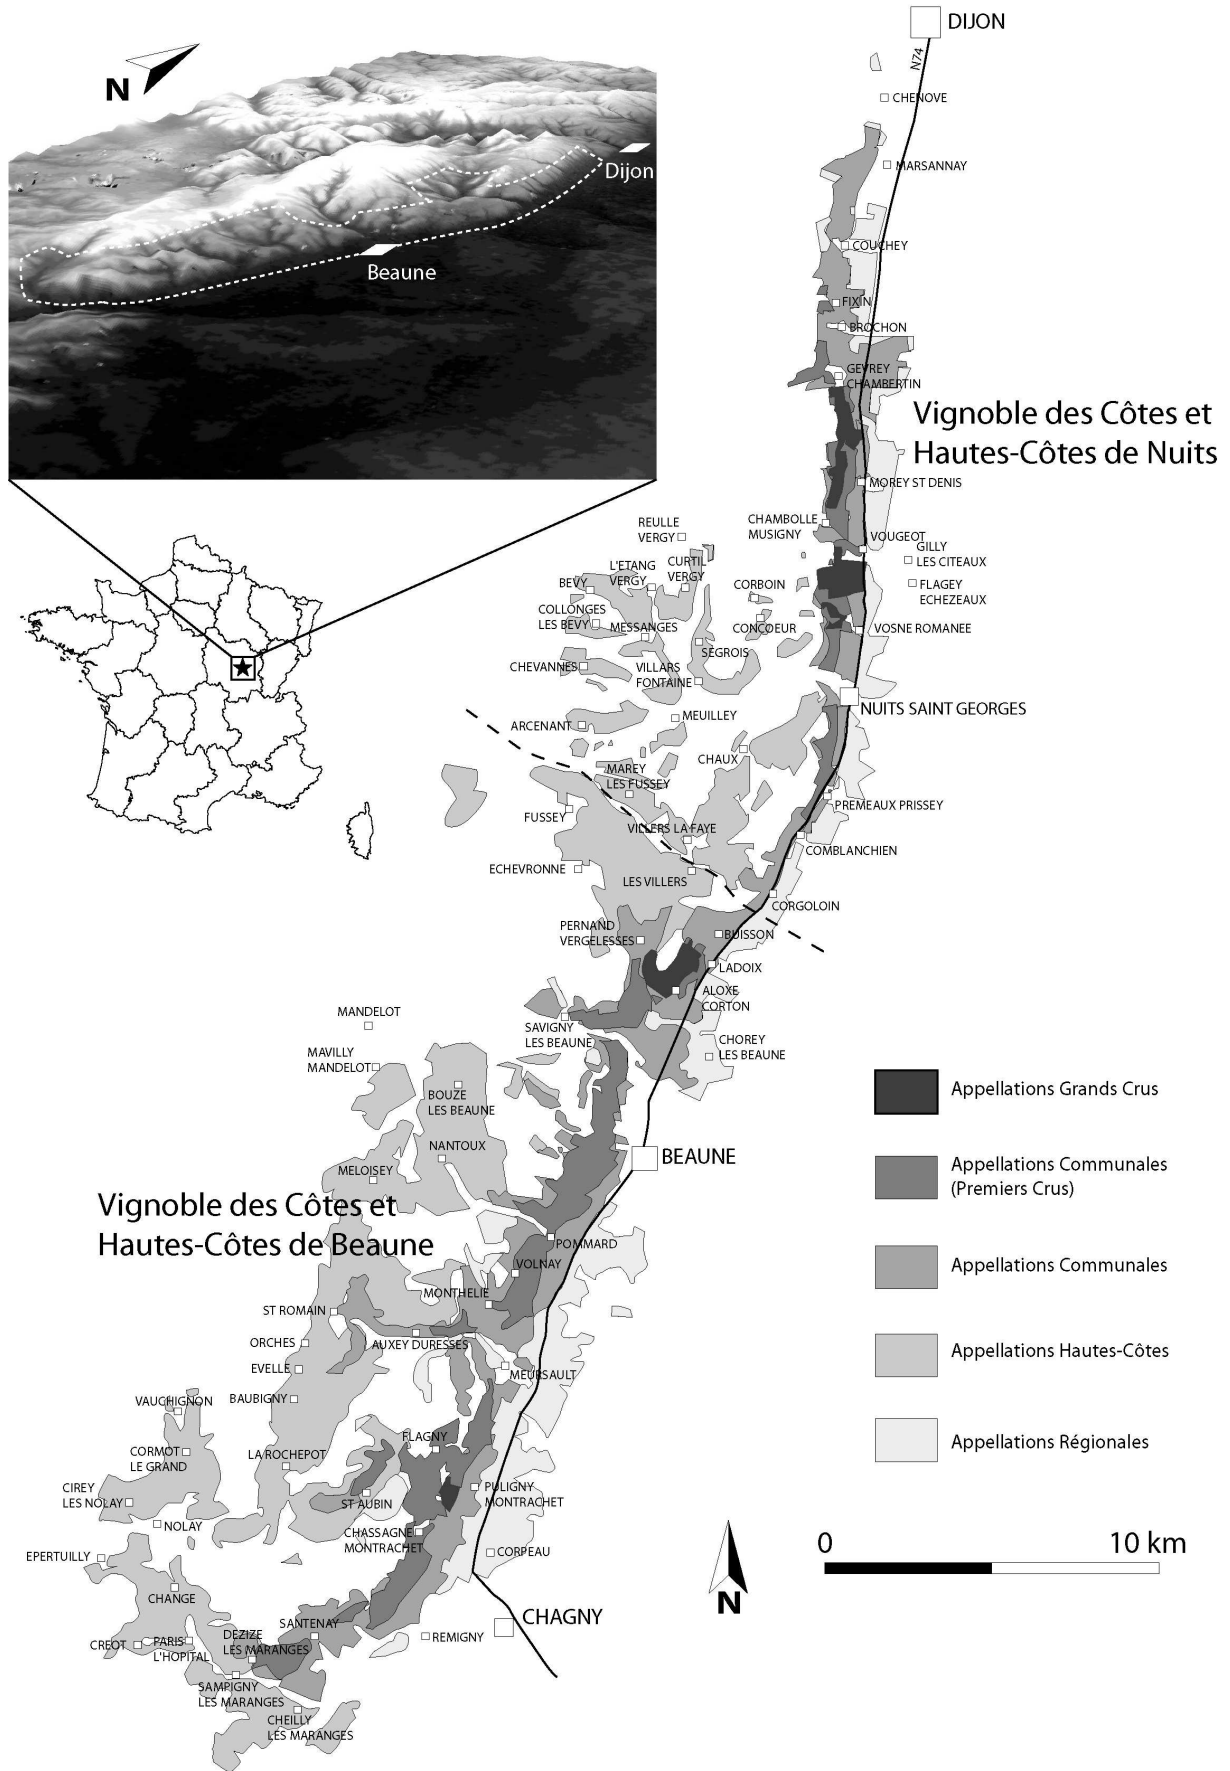 DIJON
N74
N
Dijon
Beaune
CHENOVE
MARSANNAY
COUCHEY
FIXIN
BROCHON
GEVREY
CHAMBERTIN
Vignoble des Côtes et
Hautes-Côtes de Nuits
MOREY ST DENIS
CHAMBOLLE
MUSIGNY
VOUGEOT
GILLY
LES CITEAUX
FLAGEY
ECHEZEAUX
VOSNE ROMANEE
REULLE
VERGY
L'ETANG
VERGY
CURTIL
VERGY
BEVY
CORBOIN
COLLONGES
LES BEVY
MESSANGES
CONCOEUR
SEGROIS
CHEVANNES
VILLARS
FONTAINE
NUITS SAINT GEORGES
ARCENANT
MEUILLEY
CHAUX
MAREY
LES FUSSEY
PREMEAUX PRISSEY
FUSSEY
VILLERS LA FAYE
COMBLANCHIEN
ECHEVRONNE
LES VILLERS
CORGOLOIN
PERNAND
VERGELESSES
BUISSON
LADOIX
ALOXE
CORTON
MANDELOT
SAVIGNY
LES BEAUNE
CHOREY
LES BEAUNE
MAVILLY
MANDELOT
BOUZE
LES BEAUNE
Appellations Grands Crus
NANTOUX
BEAUNE
MELOISEY
Appellations Communales
(Premiers Crus)
Vignoble des Côtes et
Hautes-Côtes de Beaune
POMMARD
VOLNAY
Appellations Communales
MONTHELIE
ST ROMAIN
ORCHES
AUXEY DURESSES
Appellations Hautes-Côtes
EVELLE
MEURSAULT
BAUBIGNY
VAUCHIGNON
FLAGNY
Appellations Régionales
CORMOT
LE GRAND
LA ROCHEPOT
CIREY
LES NOLAY
PULIGNY
MONTRACHET
ST AUBIN
NOLAY
CHASSAGNE
MONTRACHET
CORPEAU
0 10 km
EPERTUILLY
N
CHANGE
CHAGNY
SANTENAY
REMIGNY
CREOT
PARIS
L'HOPITAL
DEZIZE
LES MARANGES
SAMPIGNY
LES MARANGES
CHEILLY
LES MARANGES